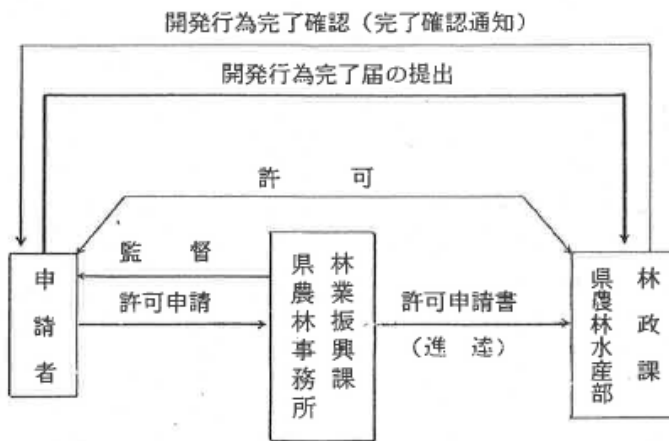 開発行為完了確認（完了確認通知）
開発行為完了届の提出
許　可
監　督
申請者
許可申請
県農林事務所
林業振興課
許可申請書
（進　達）
県農林水産部
林政課